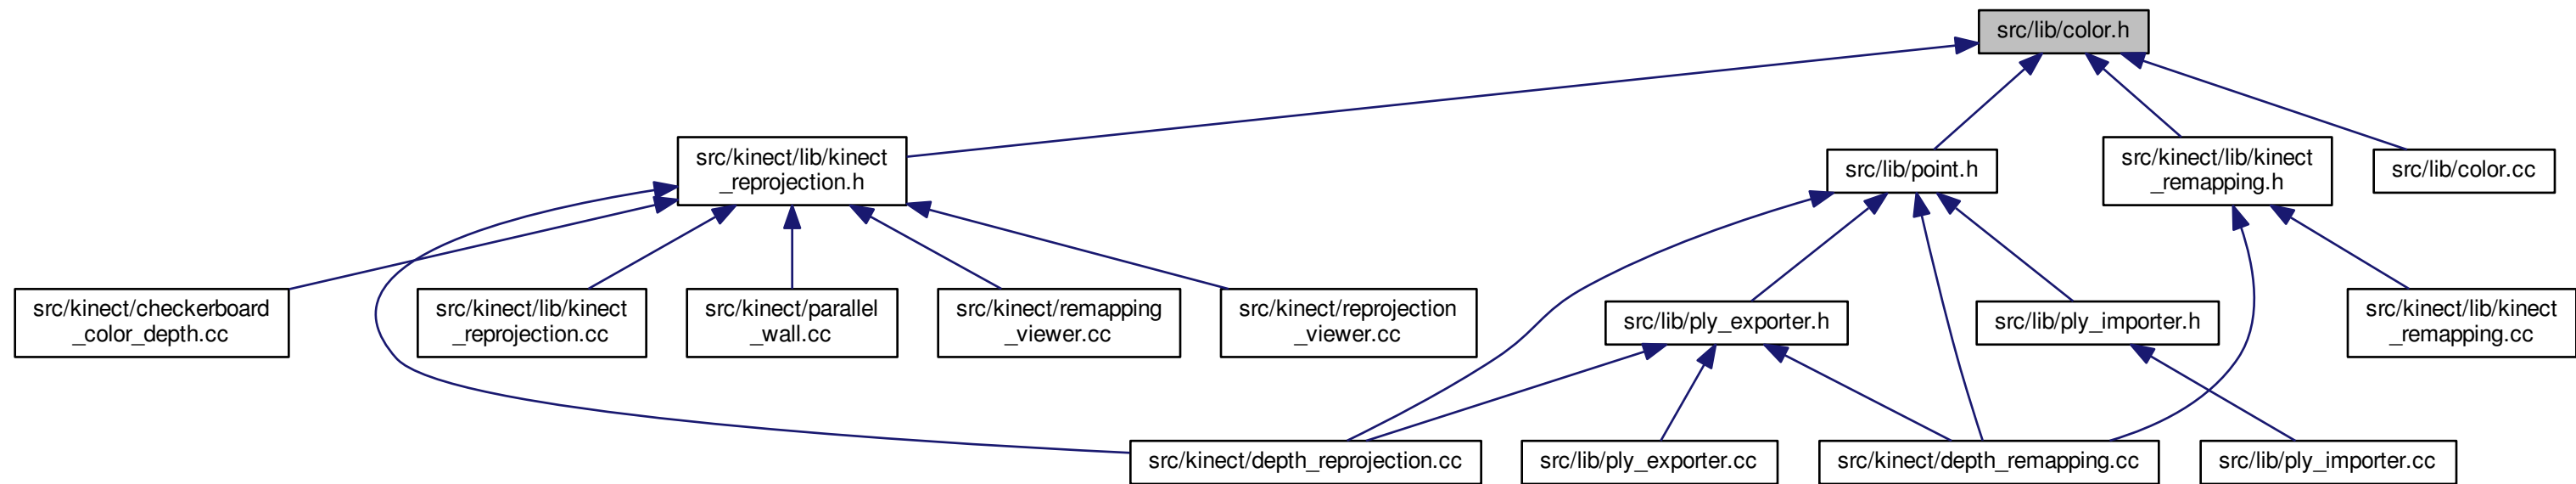 src/lib/color.h
src/kinect/lib/kinect
_reprojection.h
src/lib/point.h
src/kinect/lib/kinect
_remapping.h
src/lib/color.cc
src/kinect/checkerboard
_color_depth.cc
src/kinect/lib/kinect
_reprojection.cc
src/kinect/parallel
_wall.cc
src/kinect/remapping
_viewer.cc
src/kinect/reprojection
_viewer.cc
src/lib/ply_exporter.h
src/lib/ply_importer.h
src/kinect/lib/kinect
_remapping.cc
src/kinect/depth_reprojection.cc
src/lib/ply_exporter.cc
src/kinect/depth_remapping.cc
src/lib/ply_importer.cc